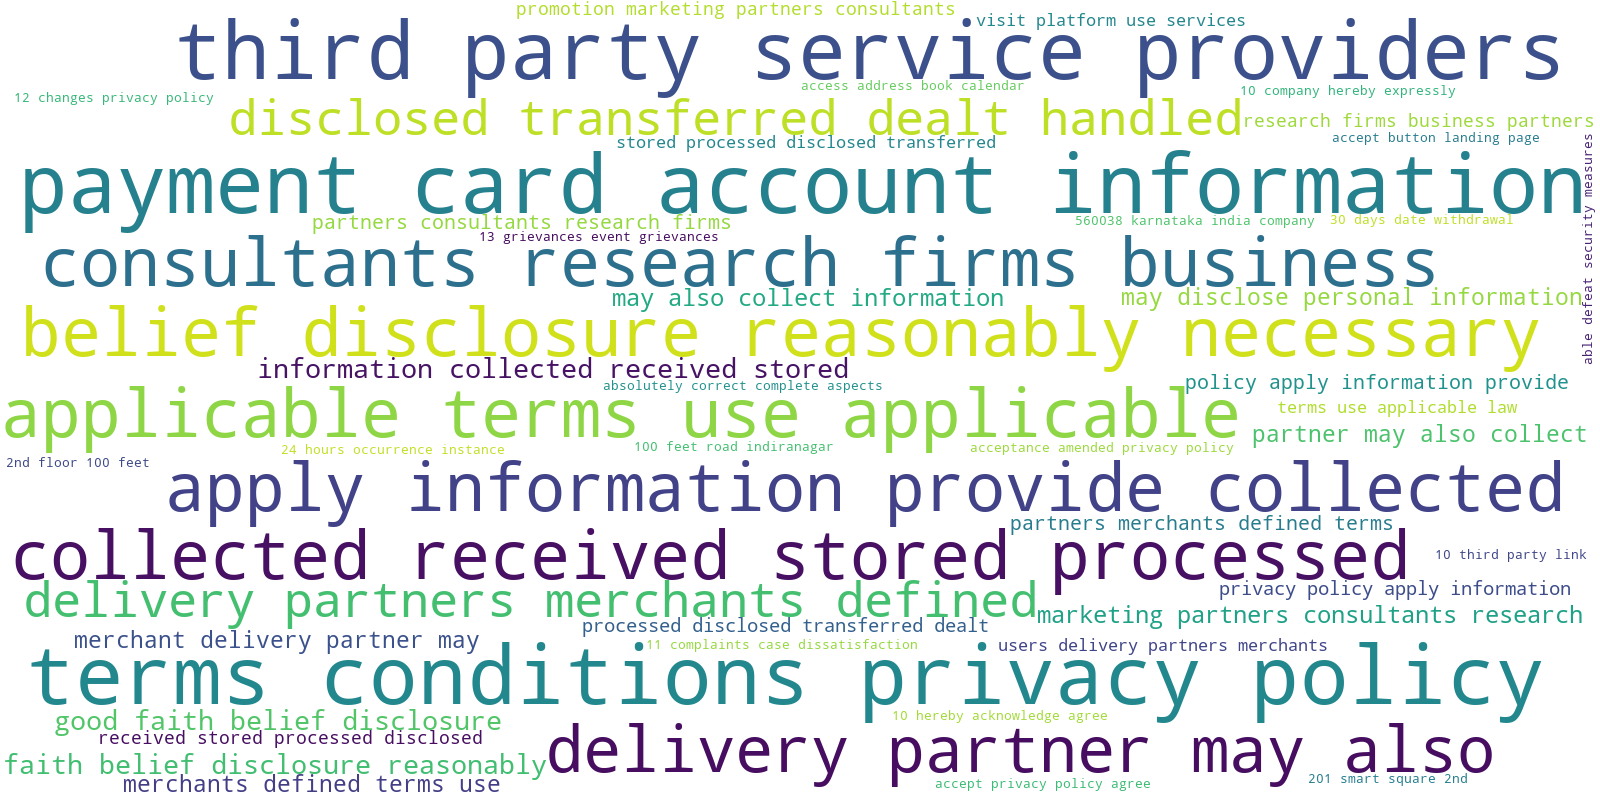 promotion marketing partners consultants
visit platform use services
third party service providers
access address book calendar
12 changes privacy policy
10 company hereby expressly
disclosed transferred dealt handled
research firms business partners
stored processed disclosed transferred
accept button landing page
able defeat security measures
payment card account information
partners consultants research firms
560038 karnataka india company
30 days date withdrawal
13 grievances event grievances
consultants research firms business
may also collect information
may disclose personal information
belief disclosure reasonably necessary
information collected received stored
absolutely correct complete aspects
policy apply information provide
applicable terms use applicable
terms use applicable law
partner may also collect
24 hours occurrence instance
100 feet road indiranagar
acceptance amended privacy policy
2nd floor 100 feet
apply information provide collected
partners merchants defined terms
collected received stored processed
10 third party link
delivery partners merchants defined
privacy policy apply information
marketing partners consultants research
processed disclosed transferred dealt
merchant delivery partner may
11 complaints case dissatisfaction
users delivery partners merchants
terms conditions privacy policy
good faith belief disclosure
10 hereby acknowledge agree
received stored processed disclosed
delivery partner may also
faith belief disclosure reasonably
merchants defined terms use
accept privacy policy agree
201 smart square 2nd